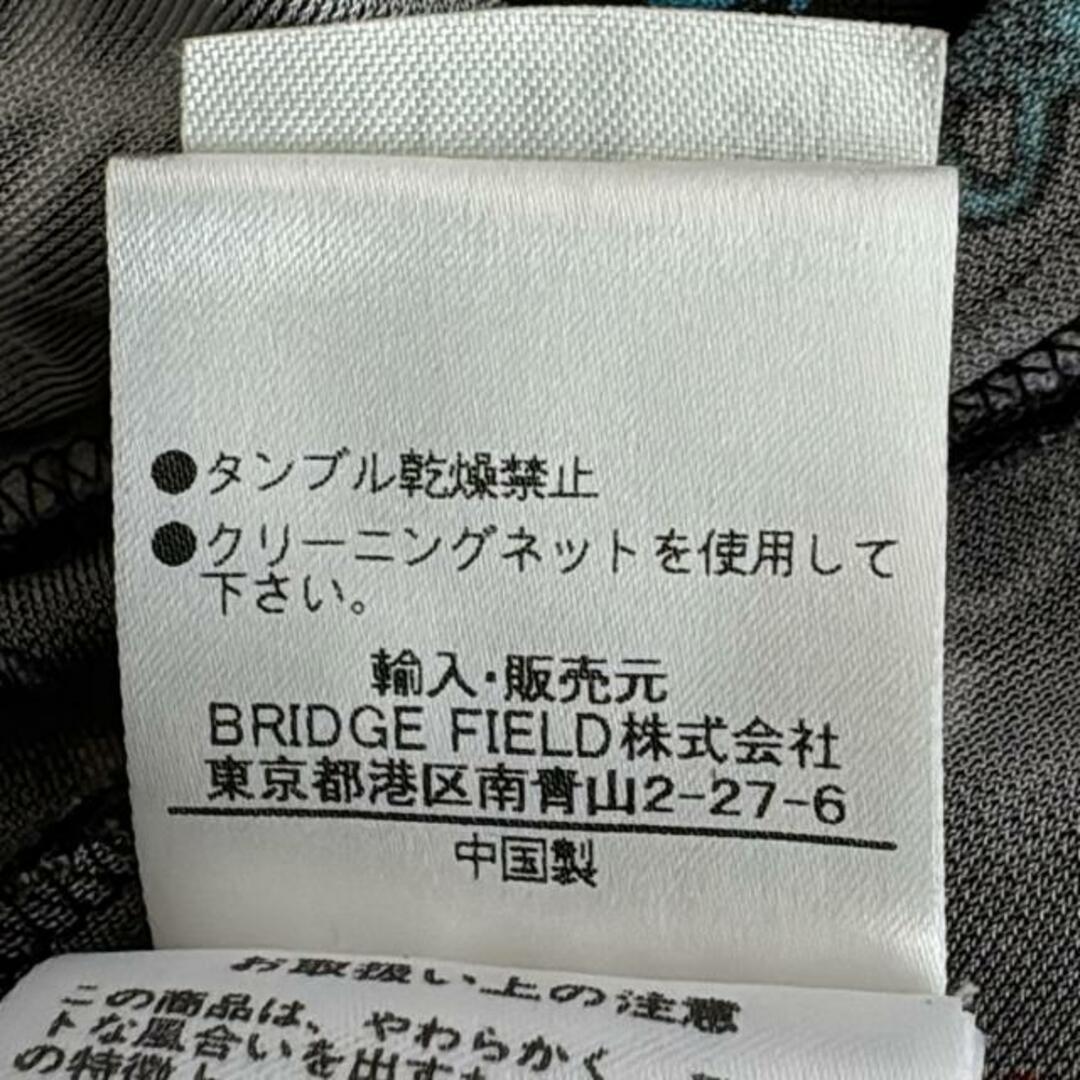 ●タンブル乾燥禁止
●クリーニングネットを使用して
下さい。
輸入・販売元
BRIDGE FIELD株式会社
東京都港区南青山2-27-6
中国製
お取扱い上の注意
この商品は、やわらかく
トな風合いを出すた
の特徴